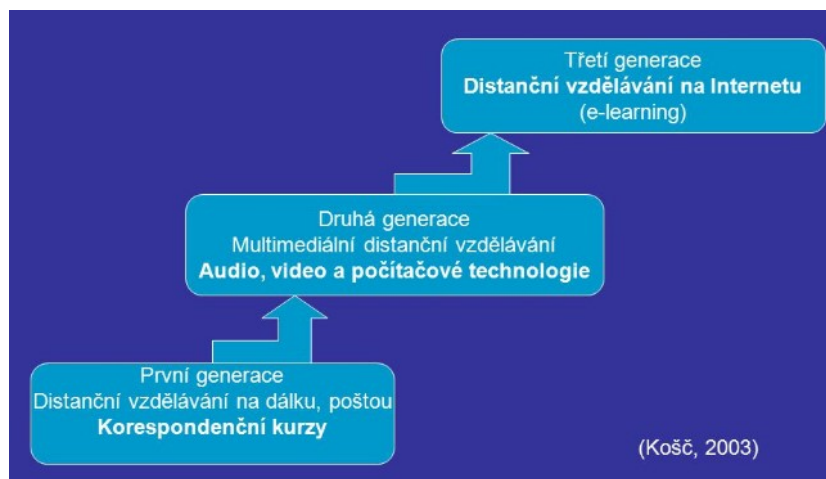 Třetí generace
Distanční vzdělávání na Internetu
(e-learning)
Druhá generace
Multimediální distanční vzdělávání
Audio, video a počítačové technologie
První generace
Distanční vzdělávání na dálku, poštou
Korespondenční kurzy
(Košč, 2003)